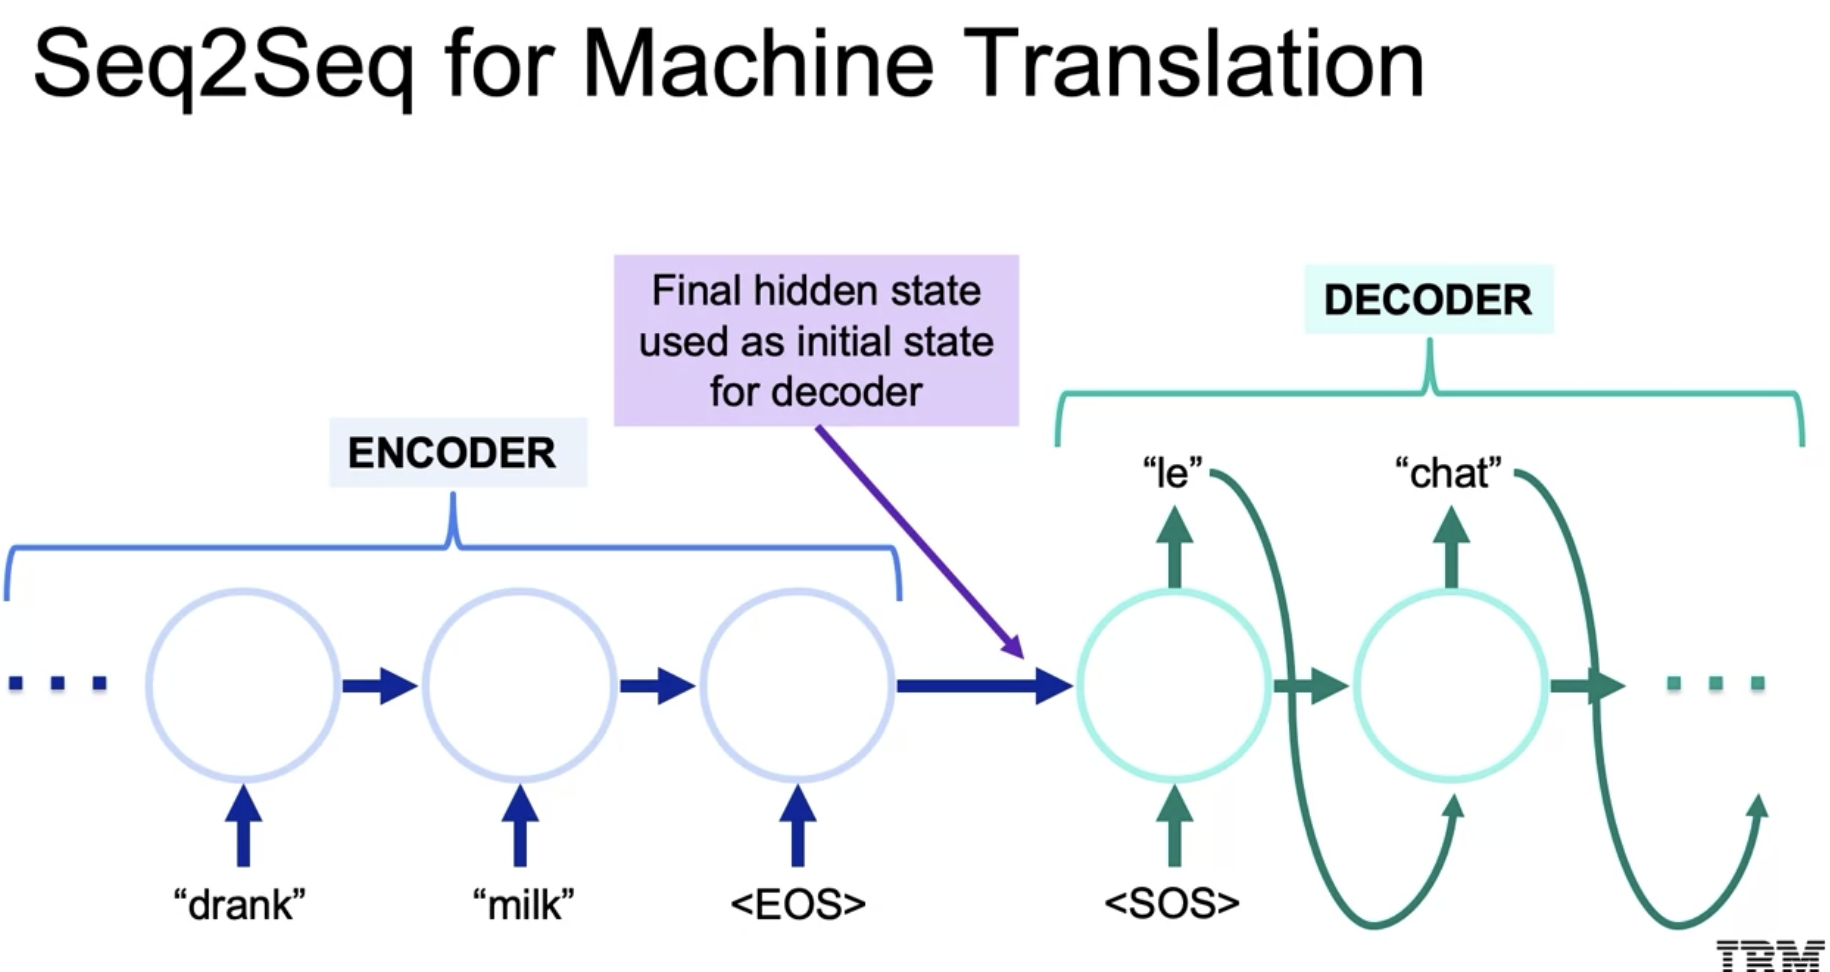 Seq2Seq for Machine Translation
Final hidden state
used as initial state
for decoder
DECODER
ENCODER
“le”
“chat”
“drank”
“milk”
<EOS>
<SOS>
IBM